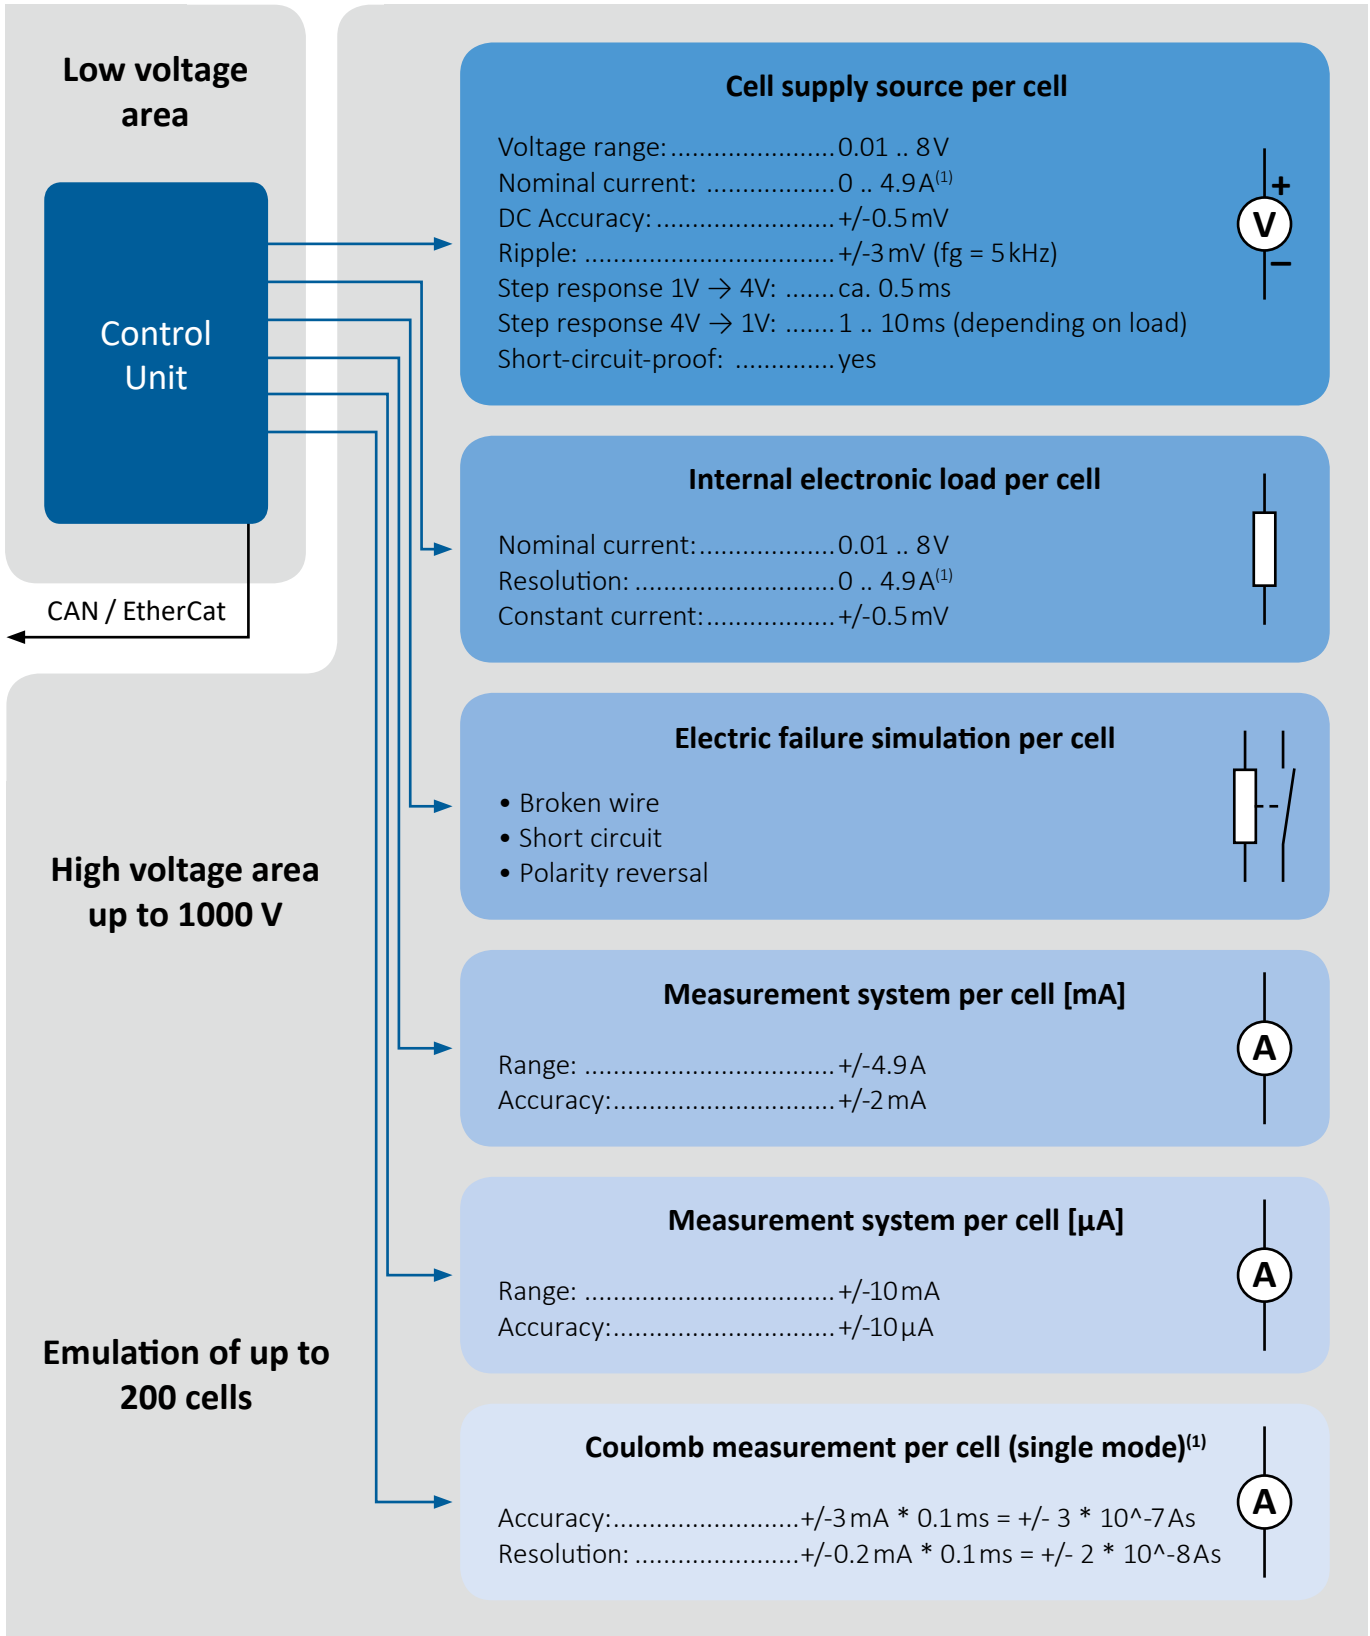 Low voltage
area
Control
Unit
CAN / EtherCat
High voltage area
up to 1000 V
Emulation of up to
200 cells
Cell supply source per cell
Voltage range: ....................... 0.01 .. 8 V
Nominal current: .................. 0 .. 4.9 A(1)
DC Accuracy: ......................... +/-0.5 mV
Ripple: ................................... +/-3 mV (fg = 5 kHz)
Step response 1V → 4V: ....... ca. 0.5 ms
Step response 4V → 1V: ....... 1 .. 10 ms (depending on load)
Short-circuit-proof: .............. yes
+
V
−
Internal electronic load per cell
Nominal current: ................... 0.01 .. 8 V
Resolution: ............................ 0 .. 4.9 A(1)
Constant current: .................. +/-0.5 mV
Electric failure simulation per cell
• Broken wire
• Short circuit
• Polarity reversal
Measurement system per cell [mA]
Range: ................................... +/-4.9 A
Accuracy: ............................... +/-2 mA
A
Measurement system per cell [µA]
Range: ................................... +/-10 mA
Accuracy: ............................... +/-10 µA
A
Coulomb measurement per cell (single mode)(1)
Accuracy: .......................... +/-3 mA * 0.1 ms = +/- 3 * 10^-7 As
Resolution: ....................... +/-0.2 mA * 0.1 ms = +/- 2 * 10^-8 As
A